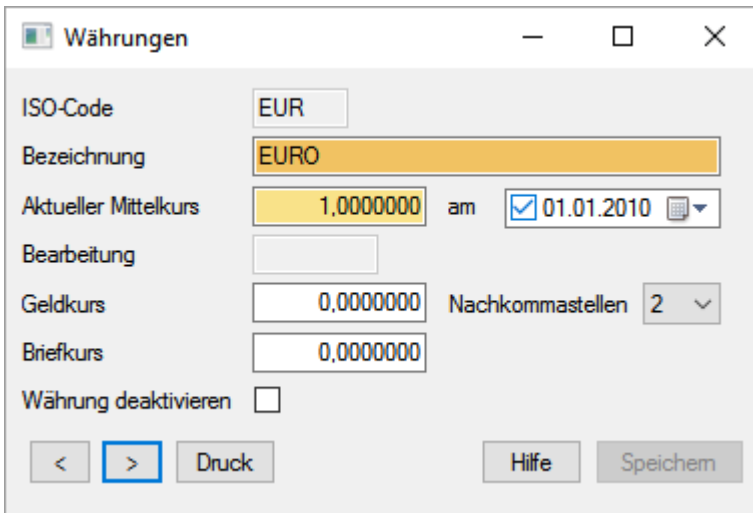 Währungen
ISO-Code EUR
Bezeichnung EURO
Aktueller Mittelkurs 1,0000000 am 01.01.2010
Bearbeitung
Geldkurs 0,0000000 Nachkommastellen 2
Briefkurs 0,0000000
Währung deaktivieren
< > Druck Hilfe Speichern